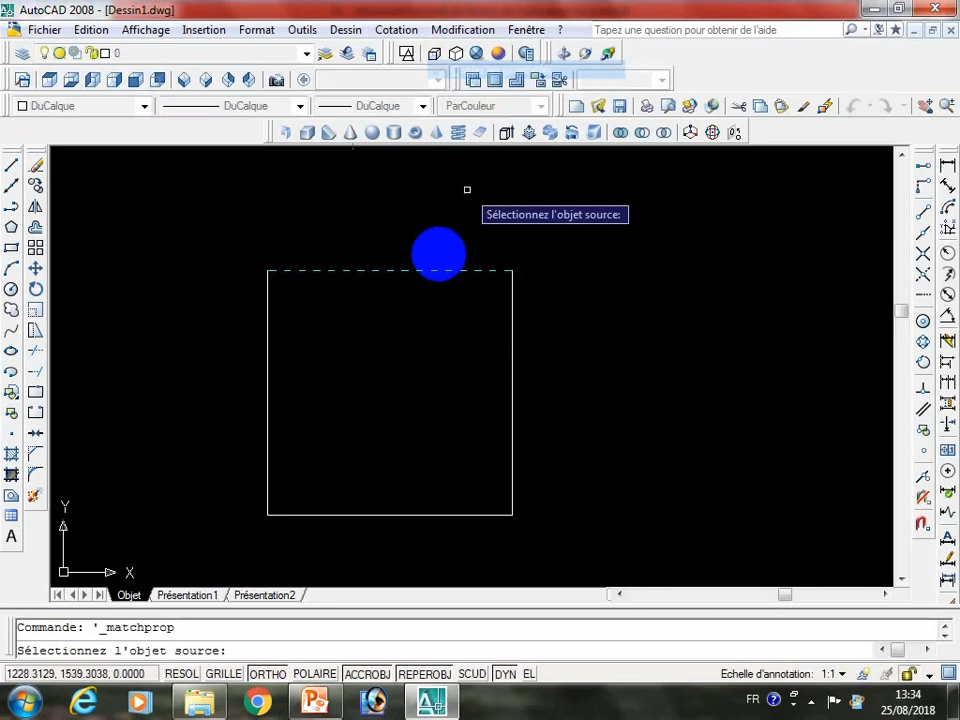 AutoCAD 2008 - [Dessin1.dwg]
Fichier Edition Affichage Insertion Format Outils Dessin Cotation Modification Fenêtre ? Tapez une question pour obtenir de l'aide
0
DuCalque DuCalque DuCalque ParCouleur
Sélectionnez l'objet source:
Y
X
A
A
Objet Présentation1 Présentation2
Commande: '_matchprop
Sélectionnez l'objet source:
1228.3129, 1539.3038, 0.0000 RESOL GRILLE ORTHO POLAIRE ACCROBJ REPEROBJ SCUD DYN EL Echelle d'annotation: 1:1
FR 13:34
25/08/2018